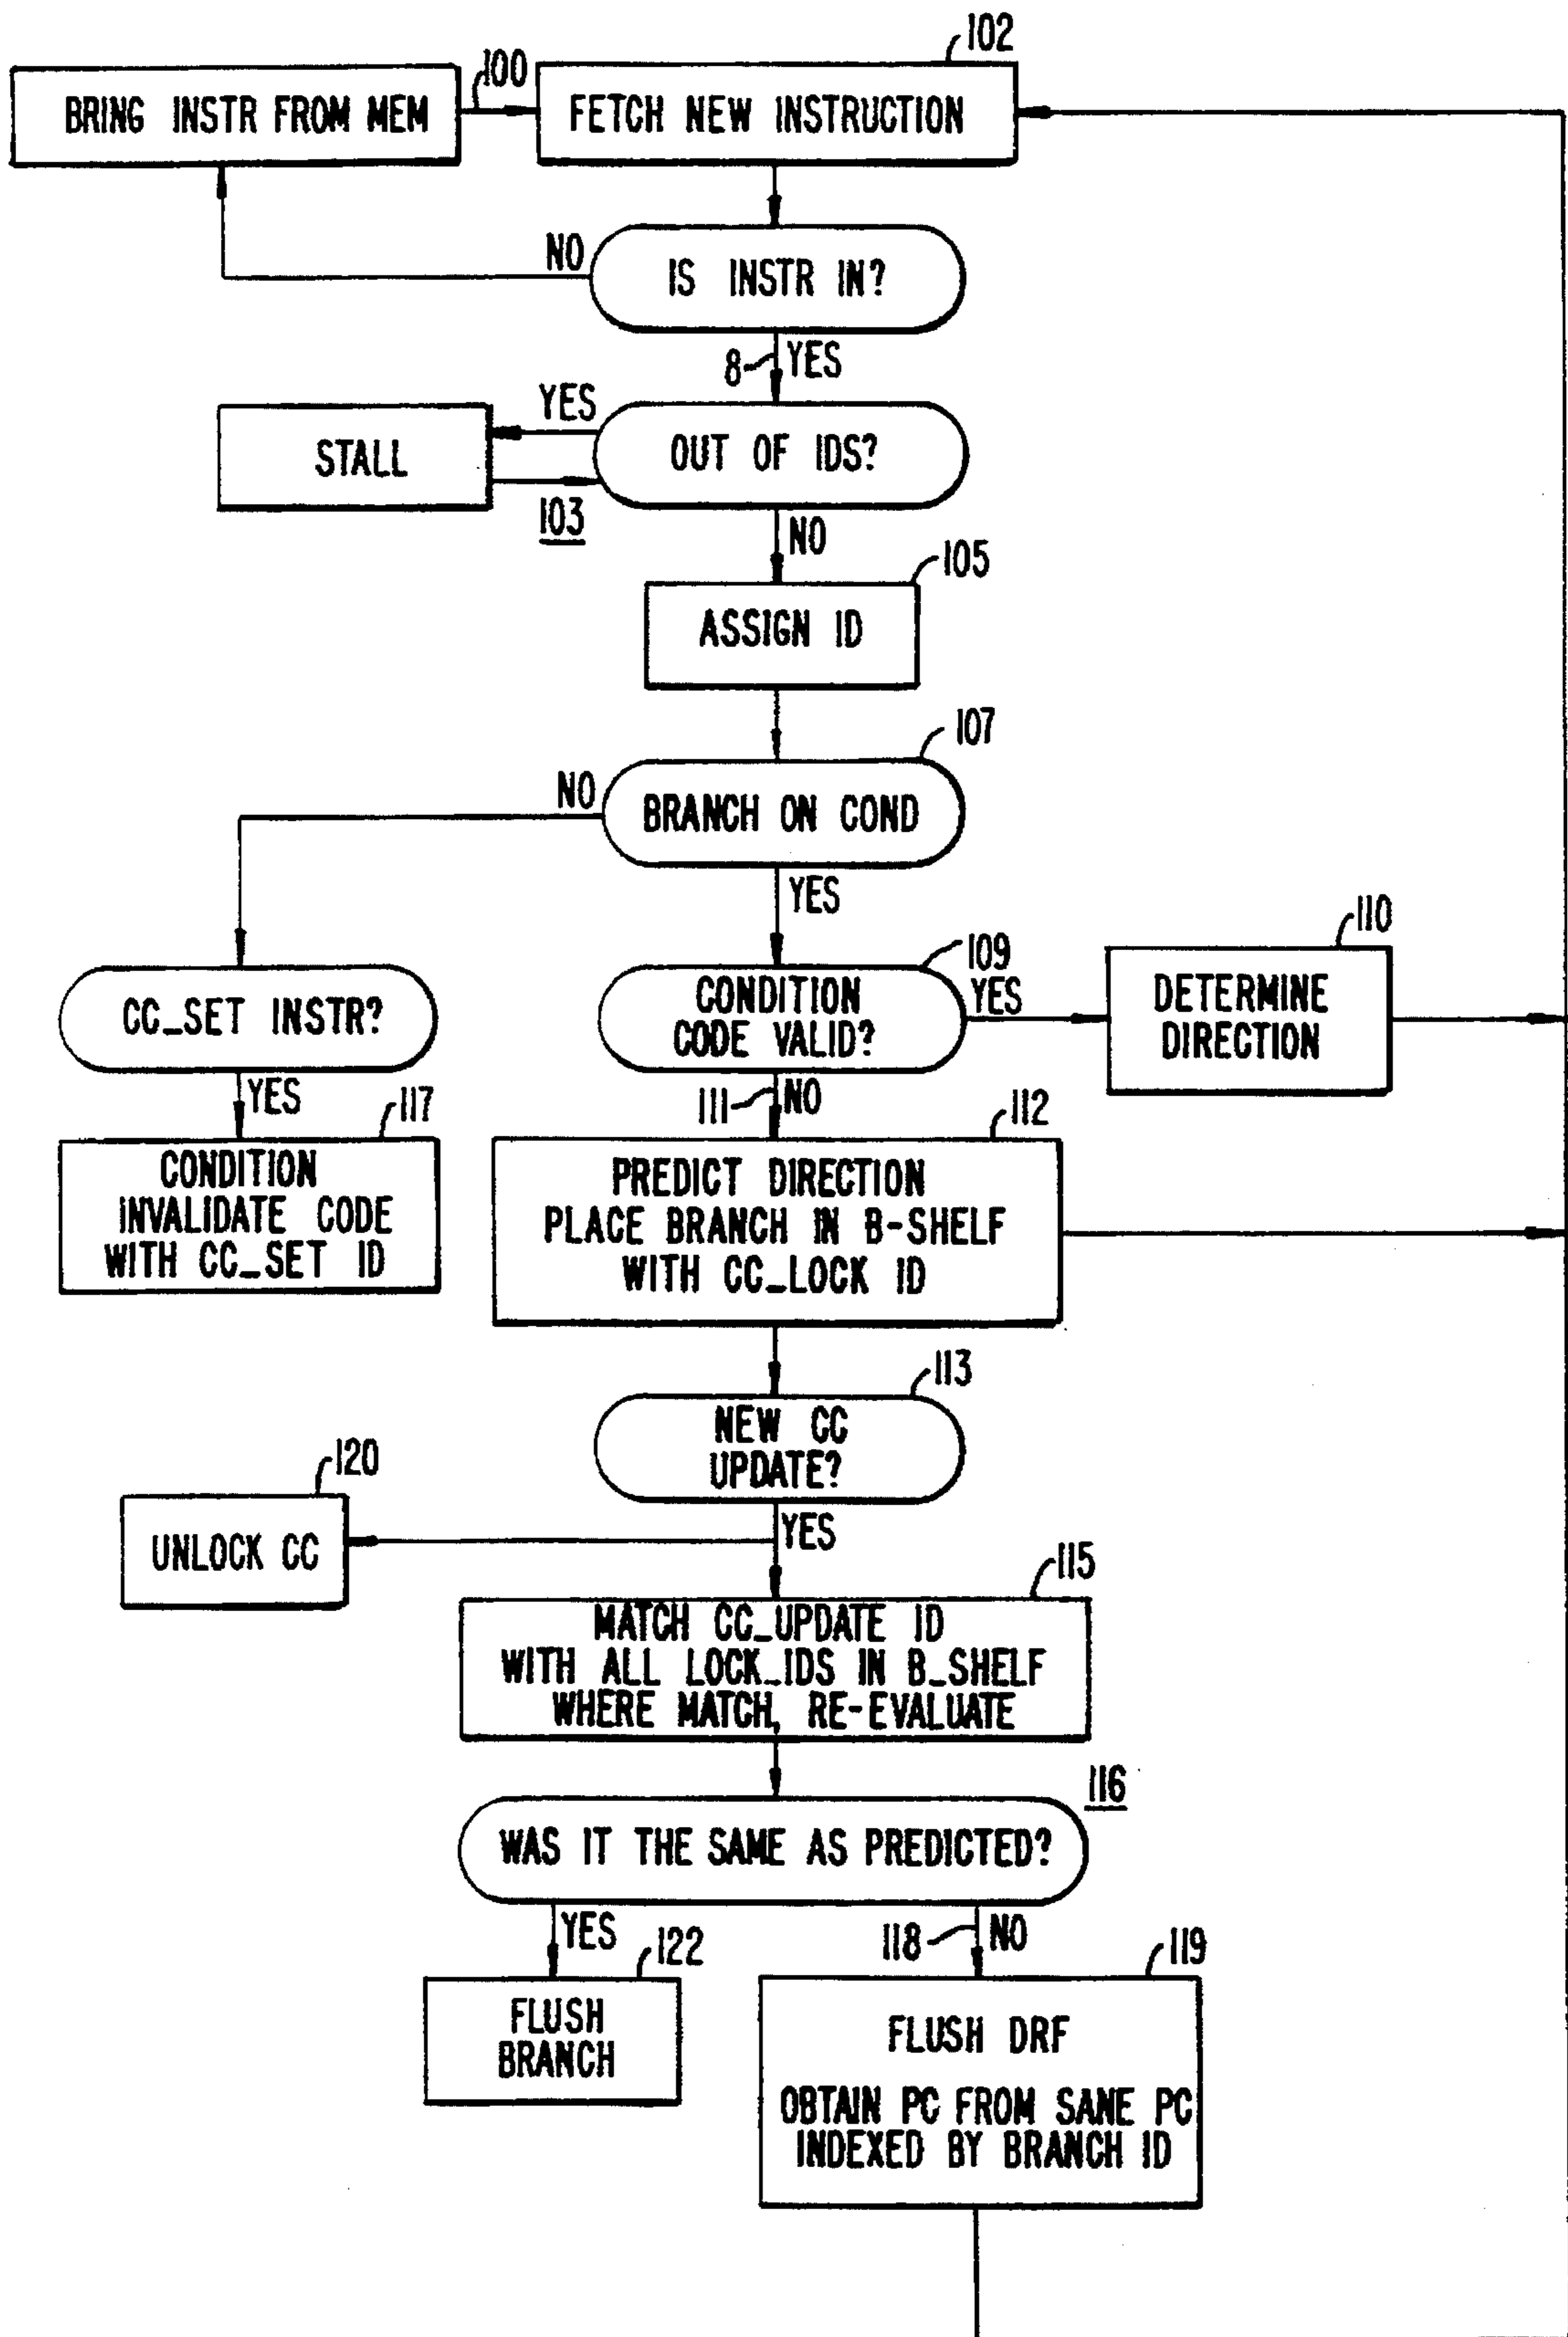 102
100
BRING INSTR FROM MEM
FETCH NEW INSTRUCTION
NO
IS INSTR IN?
8
YES
YES
STALL
OUT OF IDS?
103
NO
105
ASSIGN ID
107
NO
BRANCH ON COND
YES
110
109
CC_SET INSTR?
CONDITION
CODE VALID?
YES
DETERMINE
DIRECTION
YES
111
NO
117
112
CONDITION
INVALIDATE CODE
WITH CC_SET ID
PREDICT DIRECTION
PLACE BRANCH IN B-SHELF
WITH CC_LOCK ID
113
NEW CC
UPDATE?
120
YES
UNLOCK CC
115
MATCH CC_UPDATE ID
WITH ALL LOCK_IDS IN B_SHELF
WHERE MATCH, RE-EVALUATE
116
WAS IT THE SAME AS PREDICTED?
YES
118
NO
122
119
FLUSH
BRANCH
FLUSH DRF
OBTAIN PC FROM SANE PC
INDEXED BY BRANCH ID